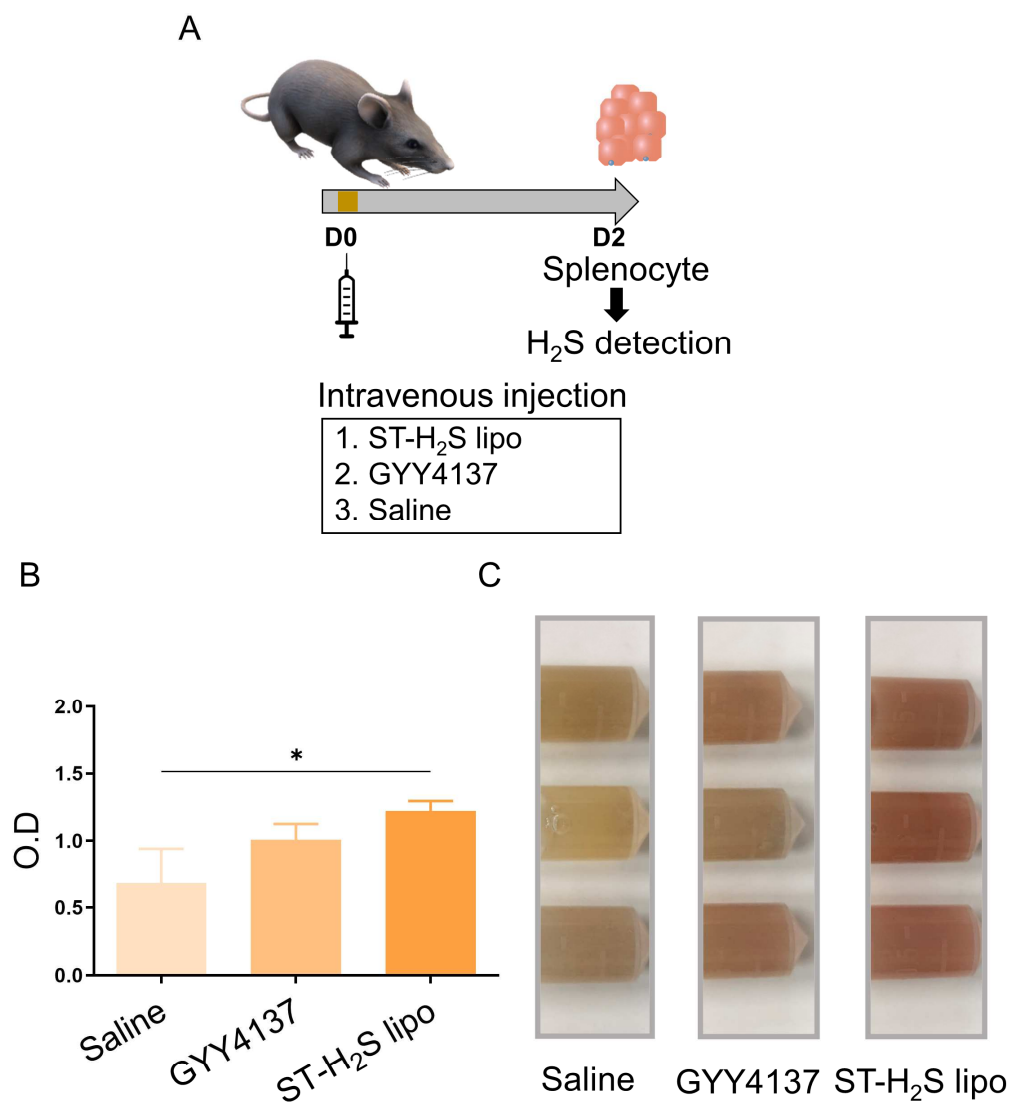 A
D0
D2
Splenocyte
H₂S detection
Intravenous injection
1. ST-H₂S lipo
2. GYY4137
3. Saline
B
2.0
1.5
1.0
0.5
0.0
O.D
*
Saline
GYY4137
ST-H₂S lipo
C
Saline
GYY4137
ST-H₂S lipo